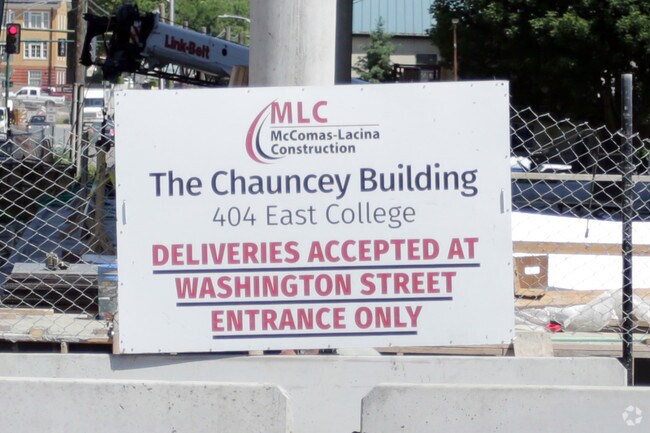 Link-Belt
MLC
McComas-Lacina
Construction
The Chauncey Building
404 East College
DELIVERIES ACCEPTED AT
WASHINGTON STREET
ENTRANCE ONLY